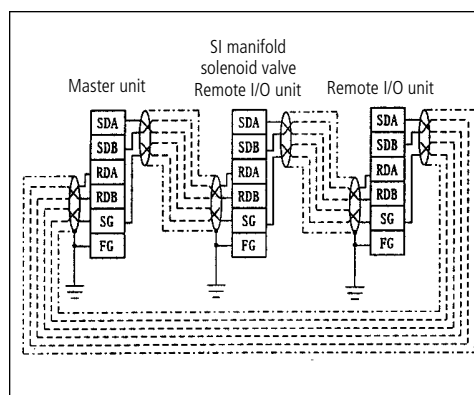 SI manifold
solenoid valve
Master unit
Remote I/O unit
Remote I/O unit
SDA
SDB
RDA
RDB
SG
FG
SDA
SDB
RDA
RDB
SG
FG
SDA
SDB
RDA
RDB
SG
FG